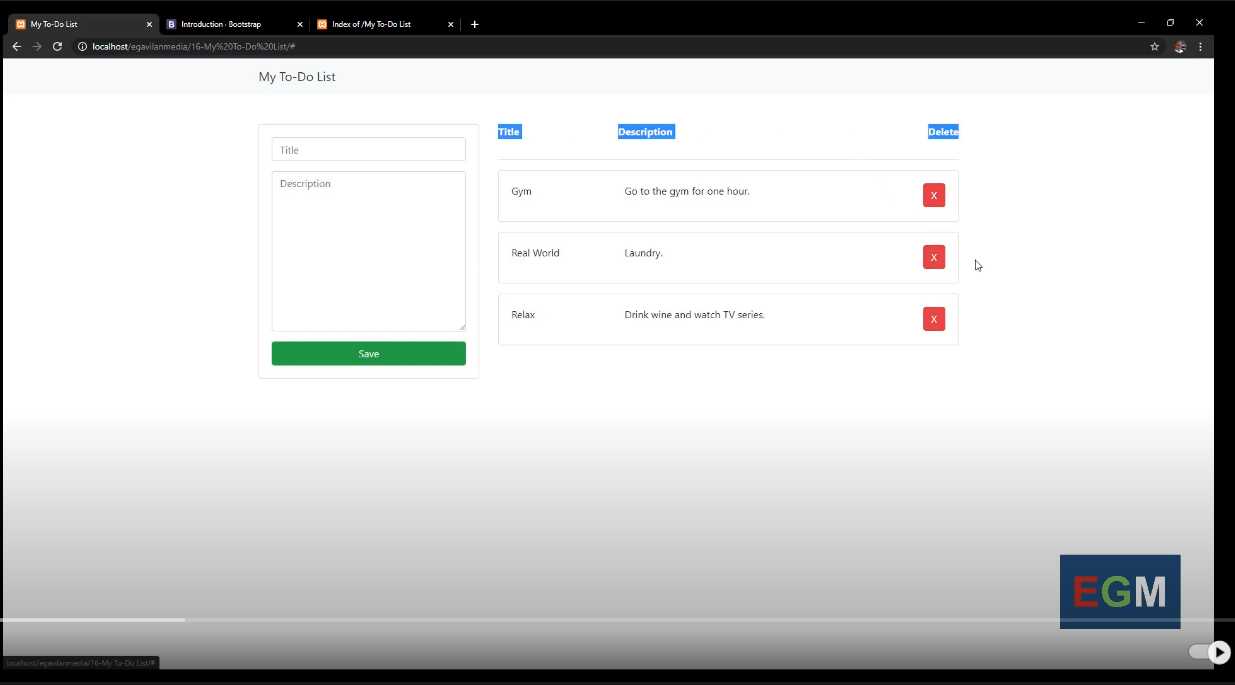 My To-Do List
Introduction · Bootstrap
Index of /My To-Do List
localhost/egavilanmedia/16-My%20To-Do%20List/#
My To-Do List
Title Description Delete
Title
Description
Gym Go to the gym for one hour. X
Real World Laundry. X
Relax Drink wine and watch TV series. X
Save
EGM
localhost/egavilanmedia/16-My To-Do List/#